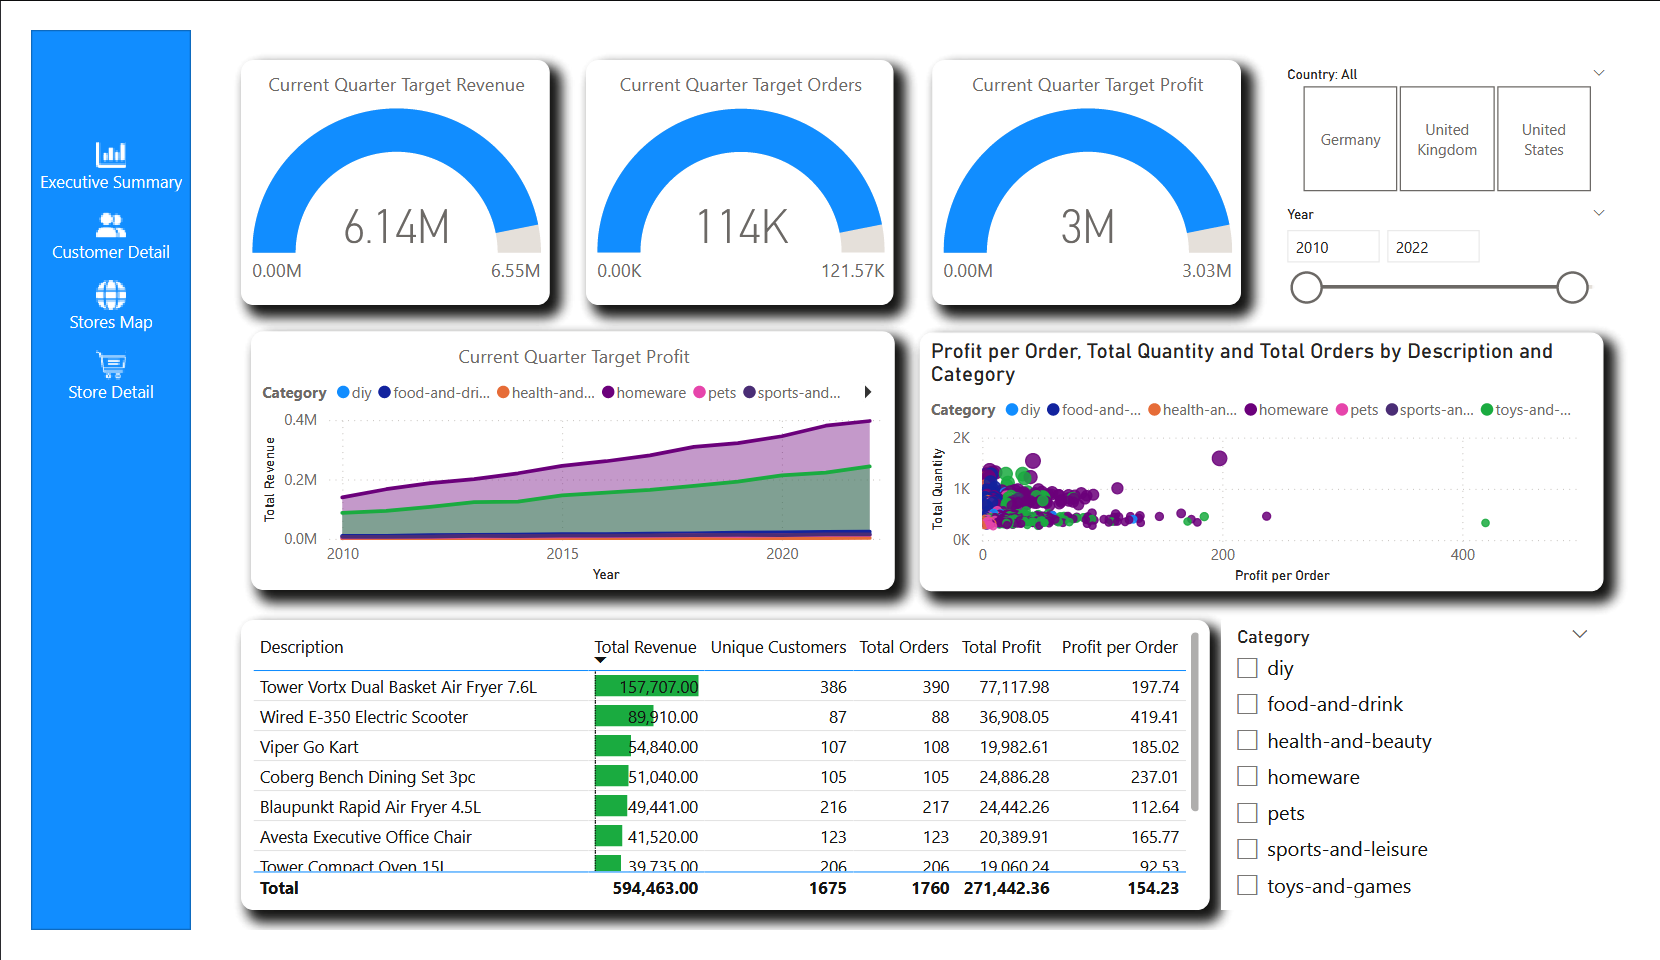 Executive Summary
Customer Detail
Stores Map
Store Detail
Current Quarter Target Revenue
6.14M
0.00M 6.55M
Current Quarter Target Orders
114K
0.00K 121.57K
Current Quarter Target Profit
3M
0.00M 3.03M
Country: All
Germany
United
Kingdom
United
States
Year
2010 2022
Current Quarter Target Profit
Category diy food-and-dri... health-and... homeware pets sports-and...
Total Revenue
0.4M
0.2M
0.0M
2010 2015 2020
Year
Profit per Order, Total Quantity and Total Orders by Description and
Category
Category diy food-and-... health-an... homeware pets sports-an... toys-and-...
Total Quantity
2K
1K
0K
0 200 400
Profit per Order
Description Total Revenue Unique Customers Total Orders Total Profit Profit per Order
Tower Vortx Dual Basket Air Fryer 7.6L 157,707.00 386 390 77,117.98 197.74
Wired E-350 Electric Scooter 89,910.00 87 88 36,908.05 419.41
Viper Go Kart 54,840.00 107 108 19,982.61 185.02
Coberg Bench Dining Set 3pc 51,040.00 105 105 24,886.28 237.01
Blaupunkt Rapid Air Fryer 4.5L 49,441.00 216 217 24,442.26 112.64
Avesta Executive Office Chair 41,520.00 123 123 20,389.91 165.77
Tower Compact Oven 15L 39,735.00 206 206 19,060.24 92.53
Total 594,463.00 1675 1760 271,442.36 154.23
Category
diy
food-and-drink
health-and-beauty
homeware
pets
sports-and-leisure
toys-and-games